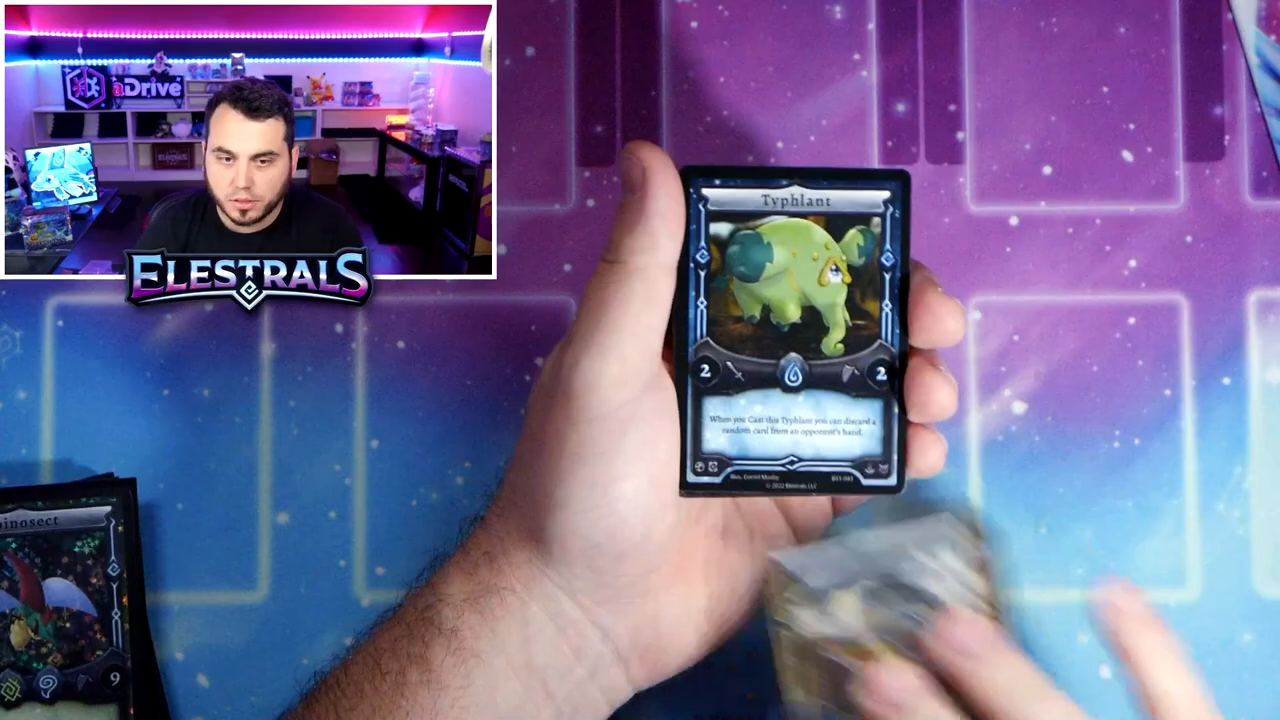 aDrive
ELESTRALS
Typhlant
2
2
When you Cast this Typhlant you can discard a
random card from an opponent's hand.
© 2022 Elestrals LLC
inosect
9